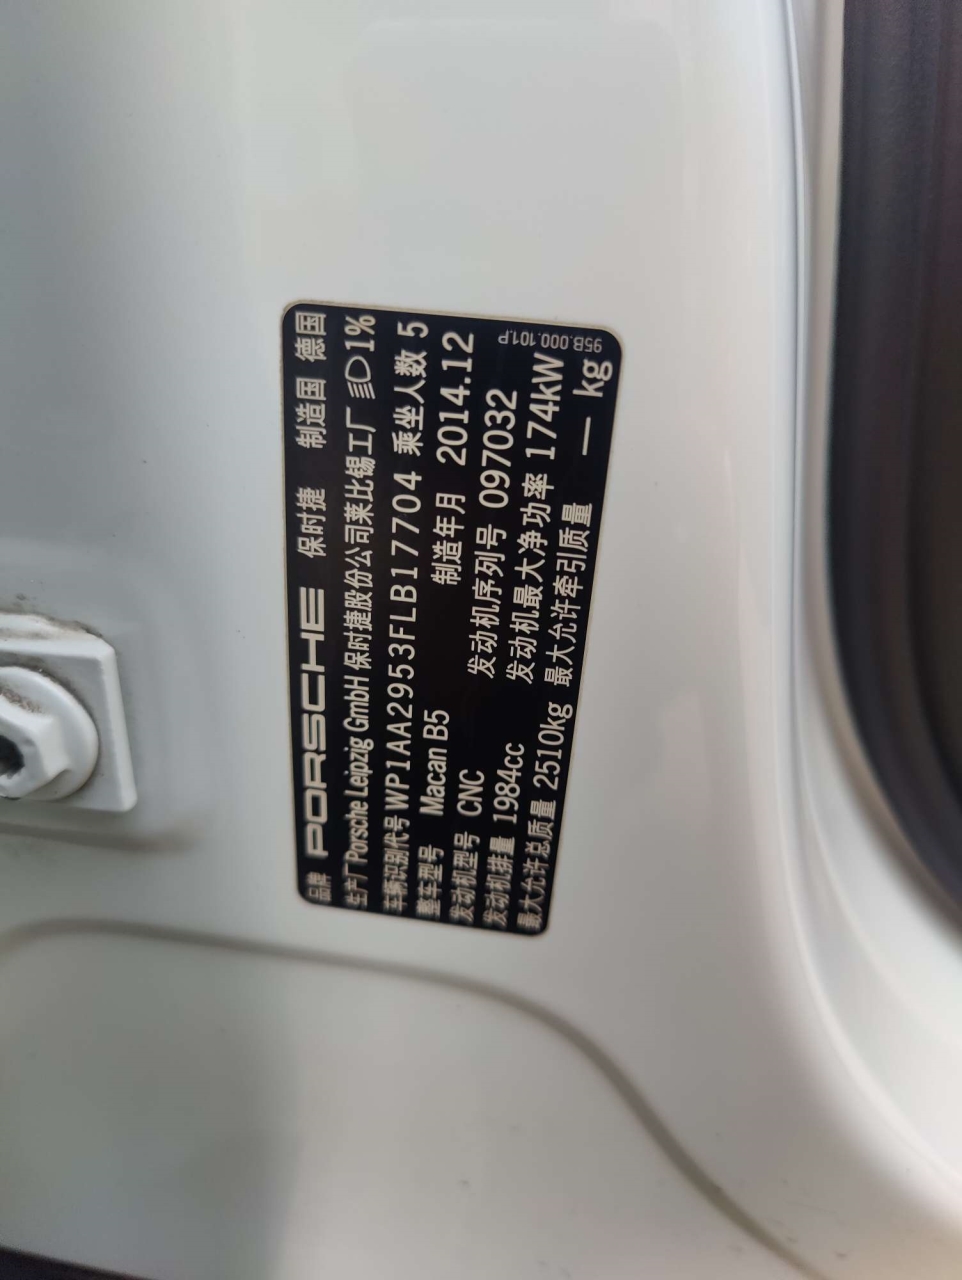 品牌 PORSCHE 保时捷 制造国 德国
生产厂 Porsche Leipzig GmbH 保时捷股份公司莱比锡工厂 1%
车辆识别代号 WP1AA2953FLB17704 乘坐人数 5
整车型号 Macan B5 制造年月 2014.12
发动机型号 CNC 发动机序列号 097032
发动机排量 1984cc 发动机最大净功率 174kW
最大允许总质量 2510kg 最大允许牵引质量 — kg
95B.000.101.P